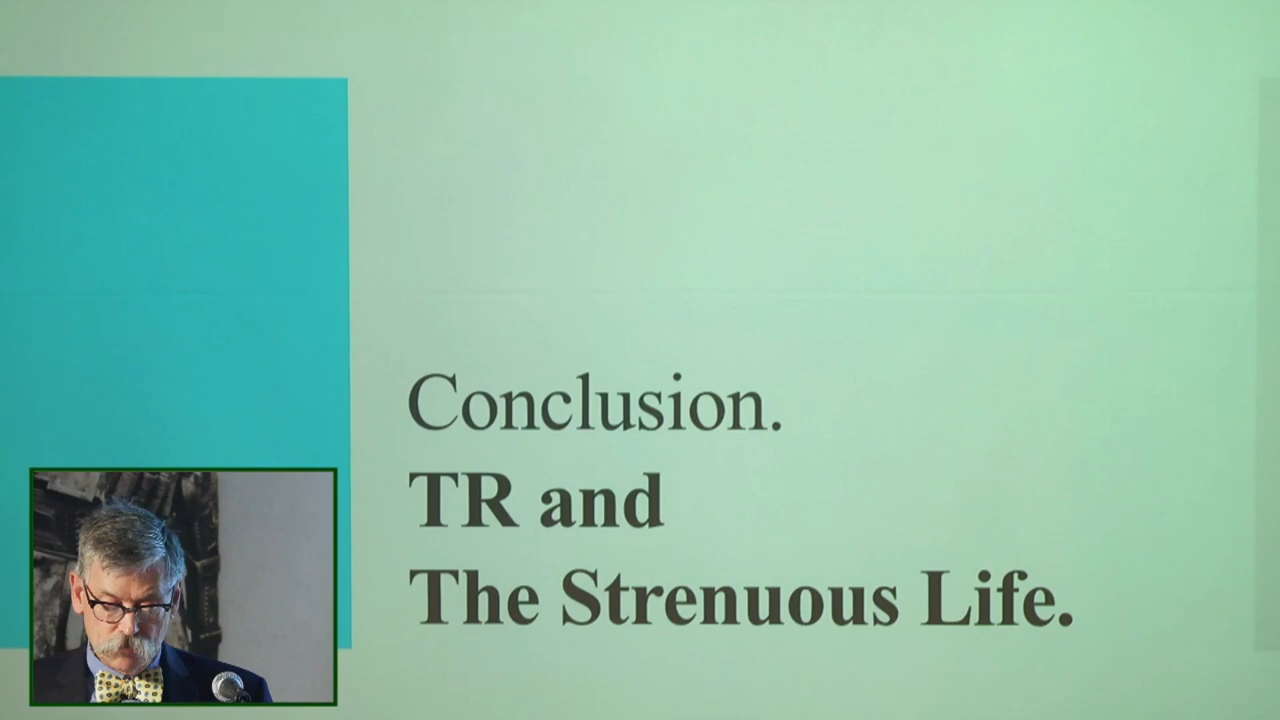 Conclusion.
TR and
The Strenuous Life.